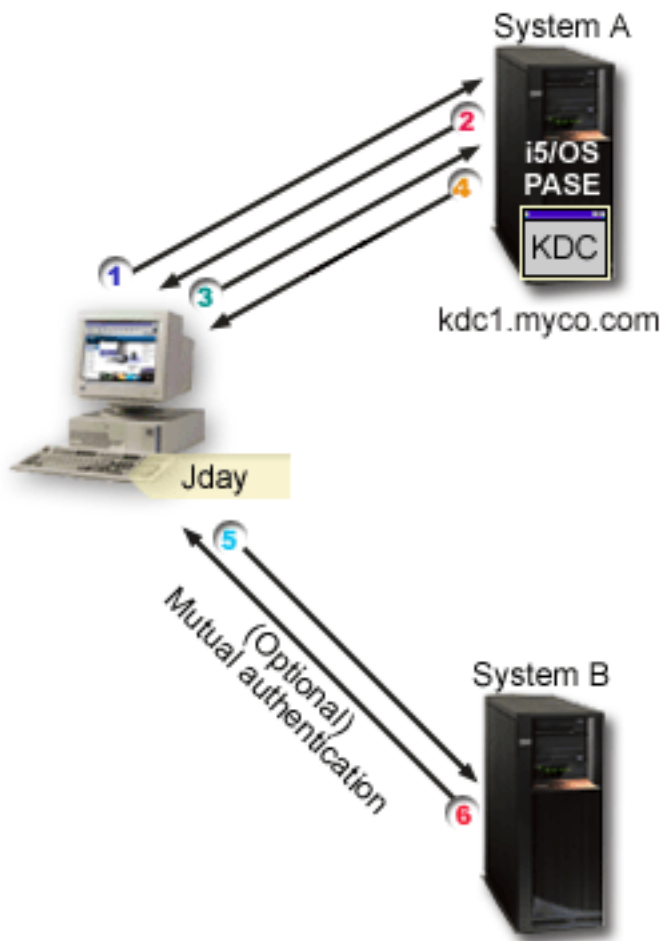 System A
2
i5/OS
PASE
4
KDC
1
3
kdc1.myco.com
Jday
5
(Optional)
Mutual authentication
System B
6